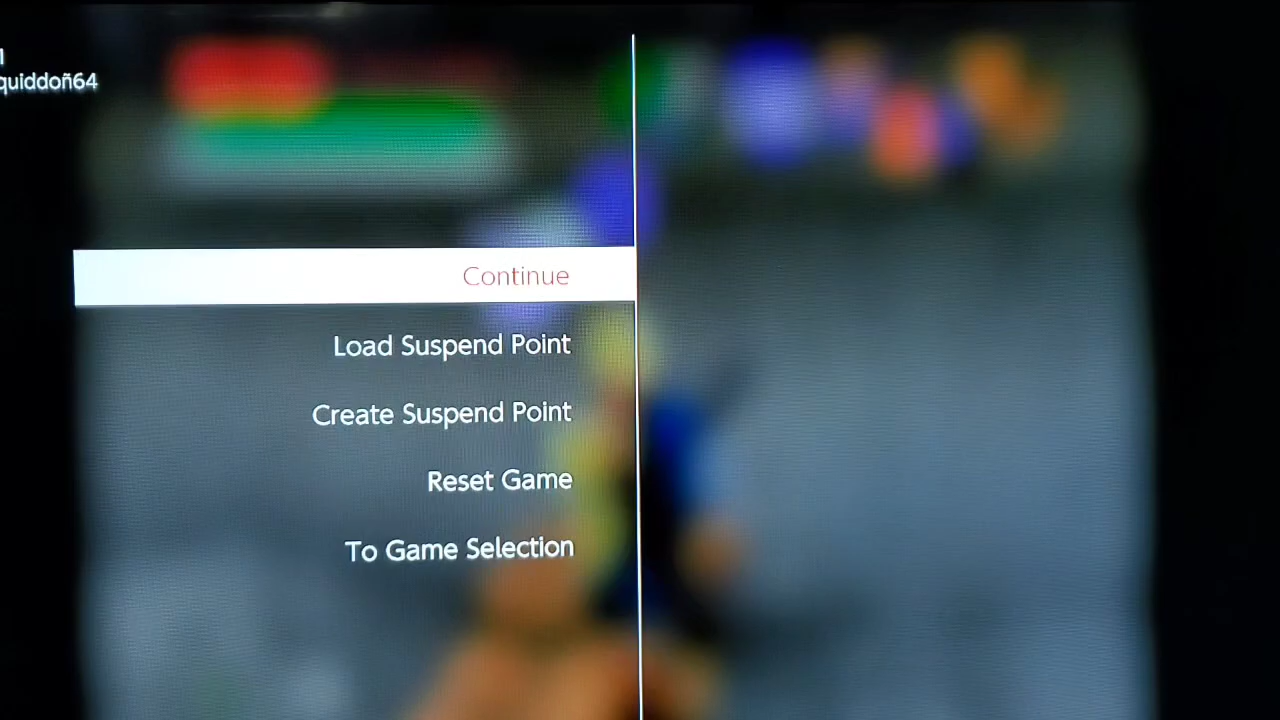 quiddoñ64
Continue
Load Suspend Point
Create Suspend Point
Reset Game
To Game Selection